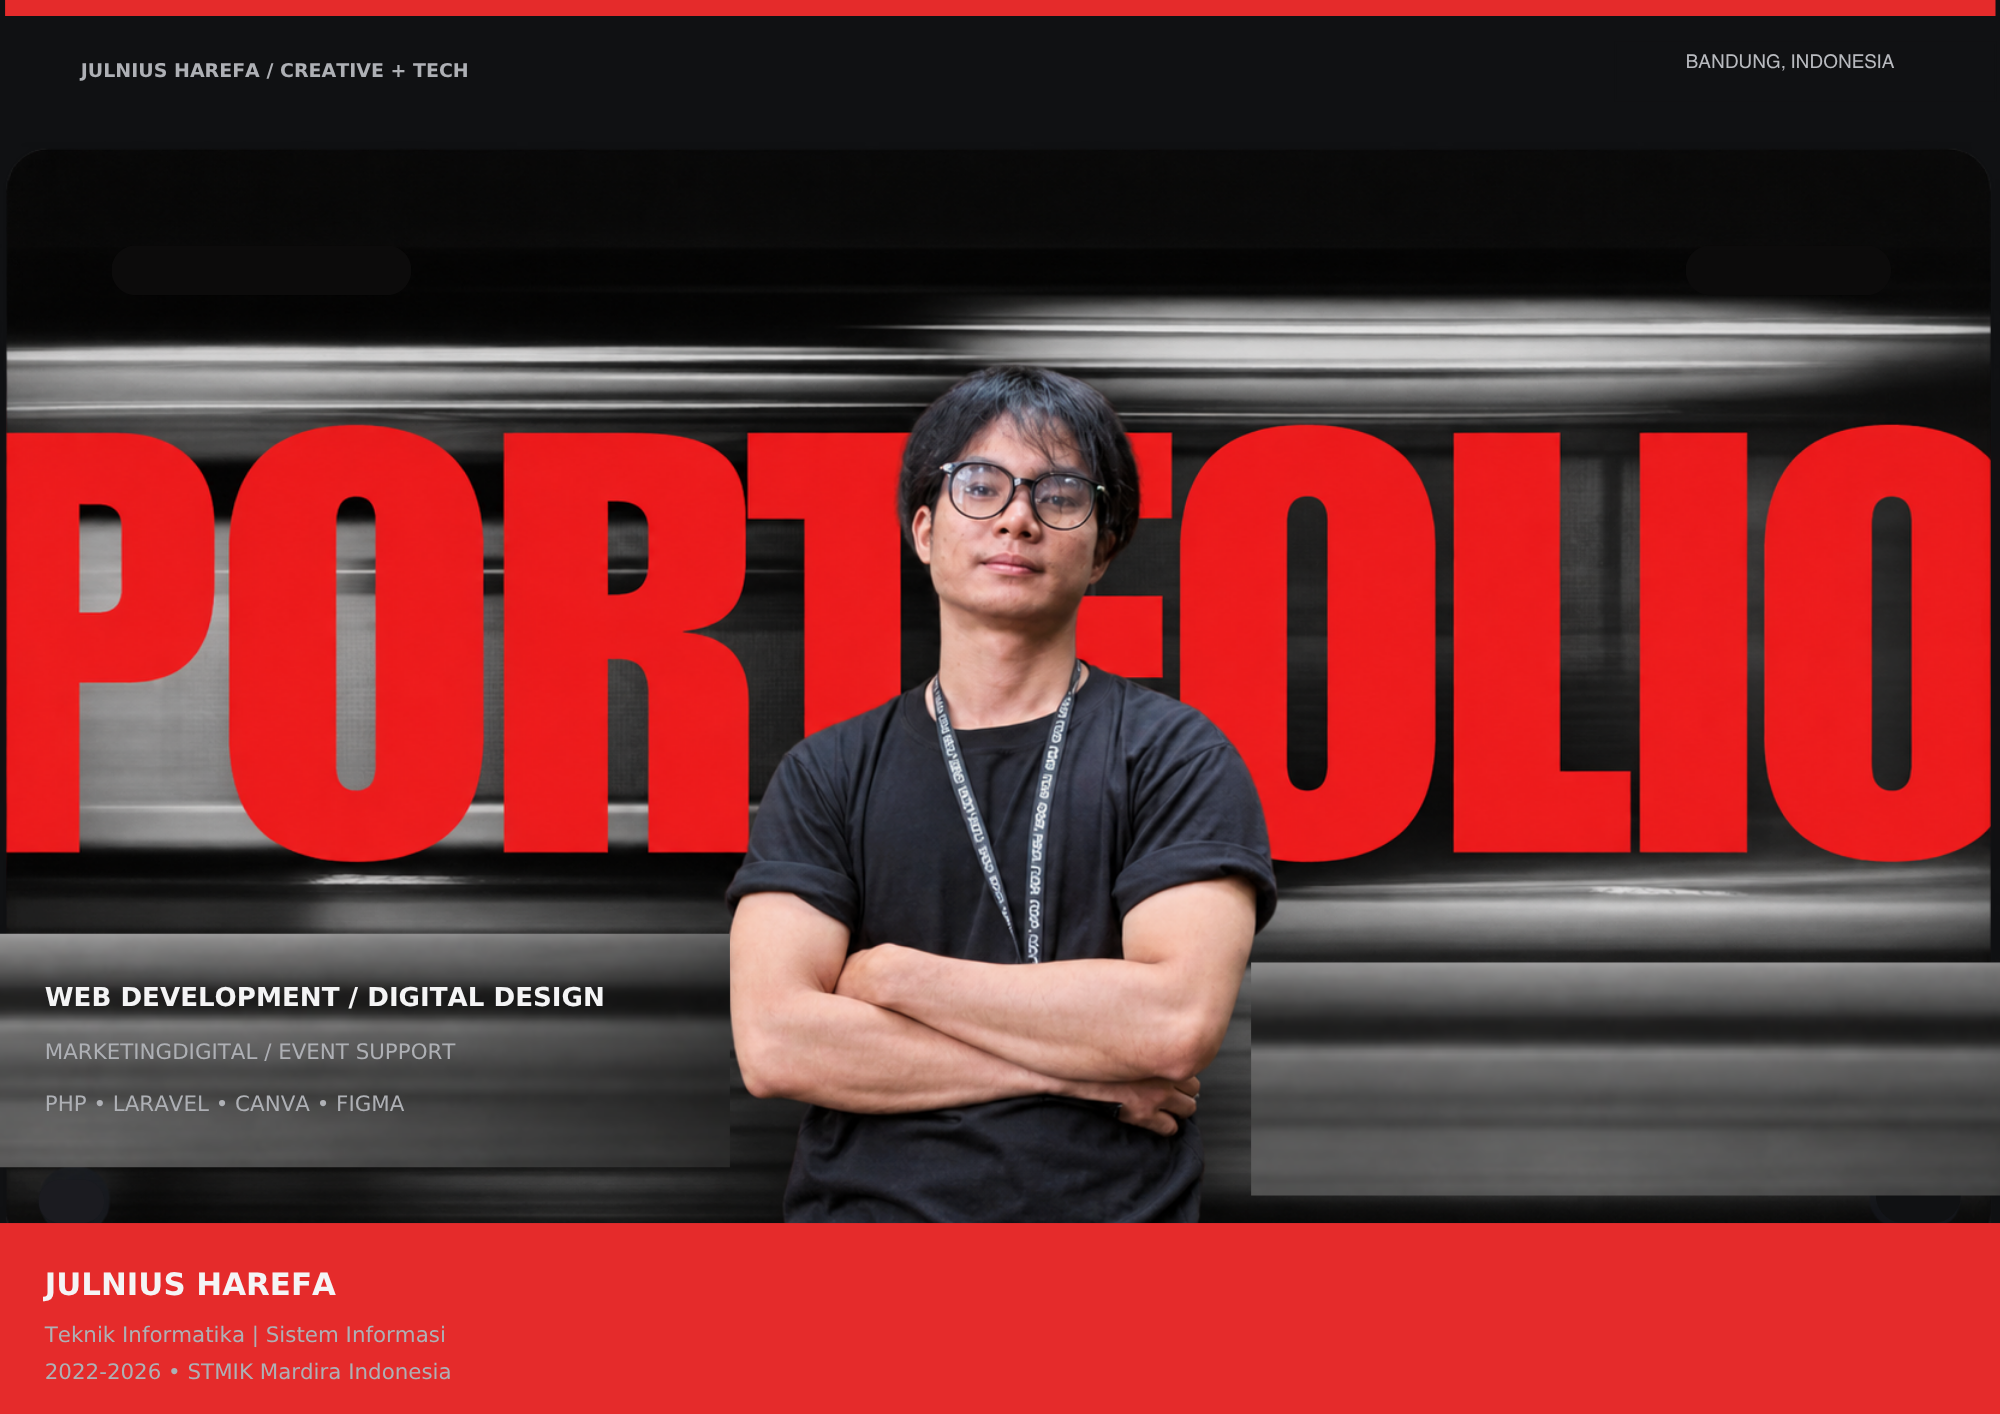 JULNIUS HAREFA / CREATIVE + TECH
BANDUNG, INDONESIA
PORTFOLIO
WEB DEVELOPMENT / DIGITAL DESIGN
MARKETINGDIGITAL / EVENT SUPPORT
PHP • LARAVEL • CANVA • FIGMA
JULNIUS HAREFA
Teknik Informatika | Sistem Informasi
2022-2026 • STMIK Mardira Indonesia